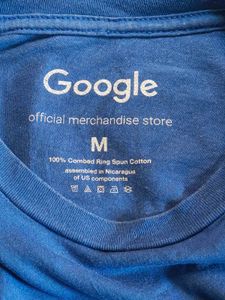 Google
official merchandise store
M
100% Combed Ring Spun Cotton
assembled in Nicaragua
of US components